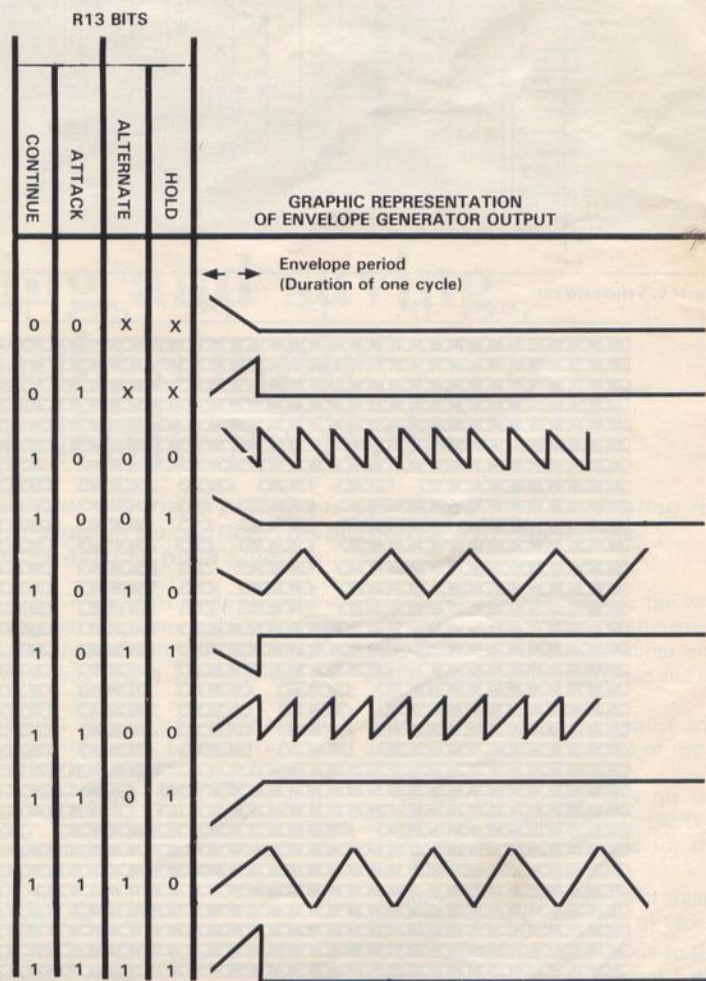 R13 BITS
CONTINUE
ATTACK
ALTERNATE
HOLD
GRAPHIC REPRESENTATION
OF ENVELOPE GENERATOR OUTPUT
Envelope period
(Duration of one cycle)
0 0 X X
0 1 X X
1 0 0 0
1 0 0 1
1 0 1 0
1 0 1 1
1 1 0 0
1 1 0 1
1 1 1 0
1 1 1 1